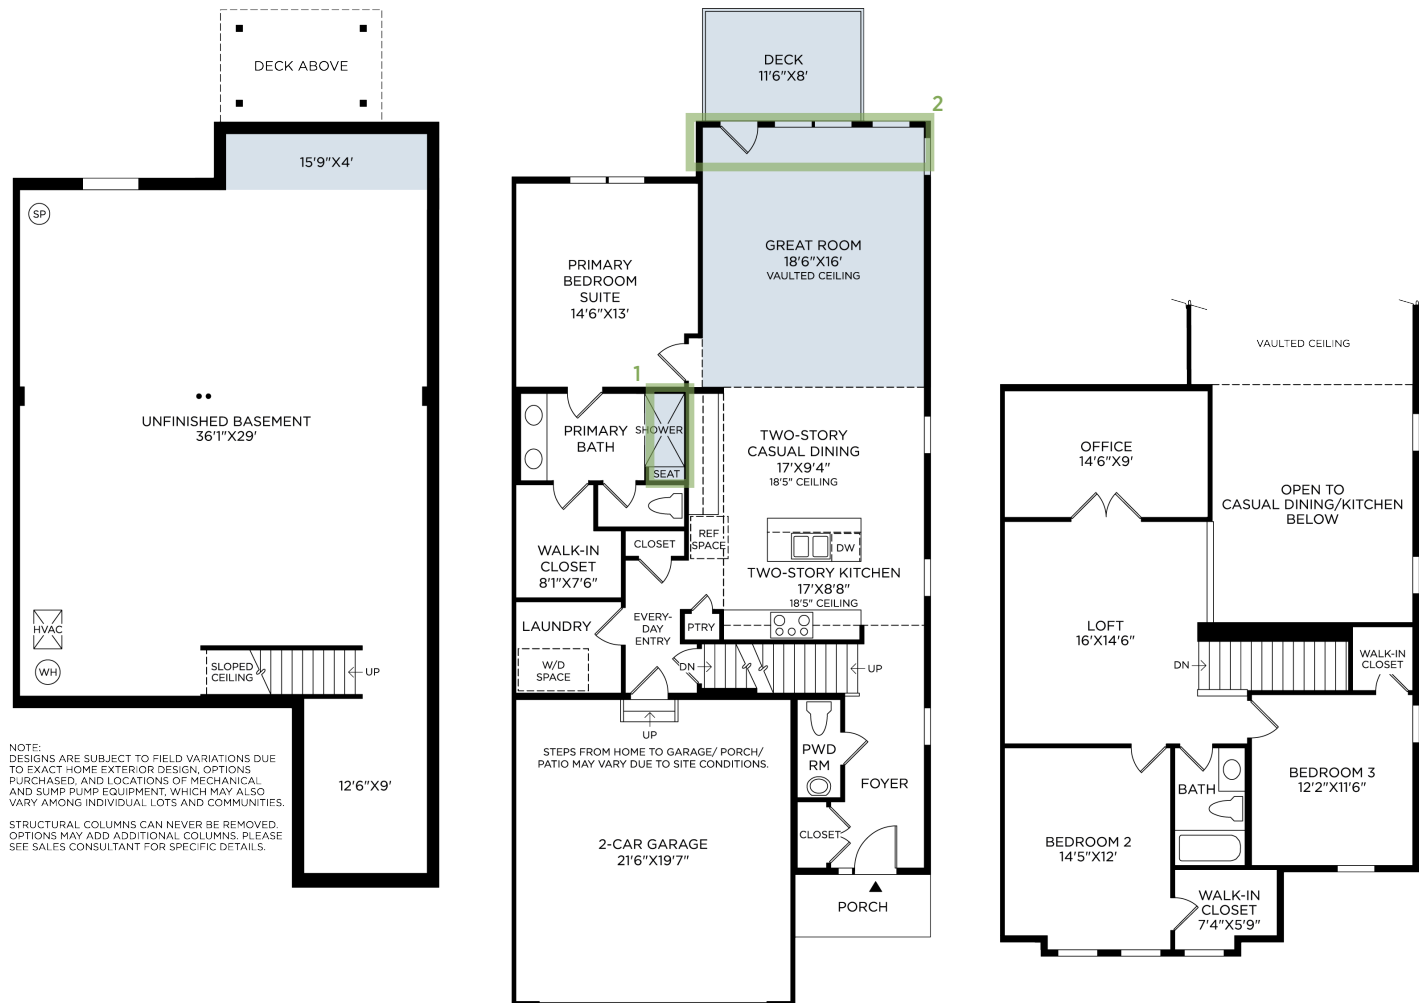 DECK ABOVE
15'9"X4'
SP
UNFINISHED BASEMENT
36'1"X29'
HVAC
WH
SLOPED
CEILING
UP
12'6"X9'
NOTE:
DESIGNS ARE SUBJECT TO FIELD VARIATIONS DUE
TO EXACT HOME EXTERIOR DESIGN, OPTIONS
PURCHASED, AND LOCATIONS OF MECHANICAL
AND SUMP PUMP EQUIPMENT, WHICH MAY ALSO
VARY AMONG INDIVIDUAL LOTS AND COMMUNITIES.
STRUCTURAL COLUMNS CAN NEVER BE REMOVED.
OPTIONS MAY ADD ADDITIONAL COLUMNS. PLEASE
SEE SALES CONSULTANT FOR SPECIFIC DETAILS.
DECK
11'6"X8'
2
GREAT ROOM
18'6"X16'
VAULTED CEILING
PRIMARY
BEDROOM
SUITE
14'6"X13'
1
PRIMARY
BATH
SHOWER
SEAT
TWO-STORY
CASUAL DINING
17'X9'4"
18'5" CEILING
REF
SPACE
DW
CLOSET
WALK-IN
CLOSET
8'1"X7'6"
TWO-STORY KITCHEN
17'X8'8"
18'5" CEILING
LAUNDRY
EVERY-
DAY
ENTRY
PTRY
W/D
SPACE
DN
UP
UP
STEPS FROM HOME TO GARAGE/ PORCH/
PATIO MAY VARY DUE TO SITE CONDITIONS.
PWD
RM
FOYER
CLOSET
2-CAR GARAGE
21'6"X19'7"
PORCH
VAULTED CEILING
OFFICE
14'6"X9'
OPEN TO
CASUAL DINING/KITCHEN
BELOW
LOFT
16'X14'6"
DN
WALK-IN
CLOSET
BATH
BEDROOM 3
12'2"X11'6"
BEDROOM 2
14'5"X12'
WALK-IN
CLOSET
7'4"X5'9"